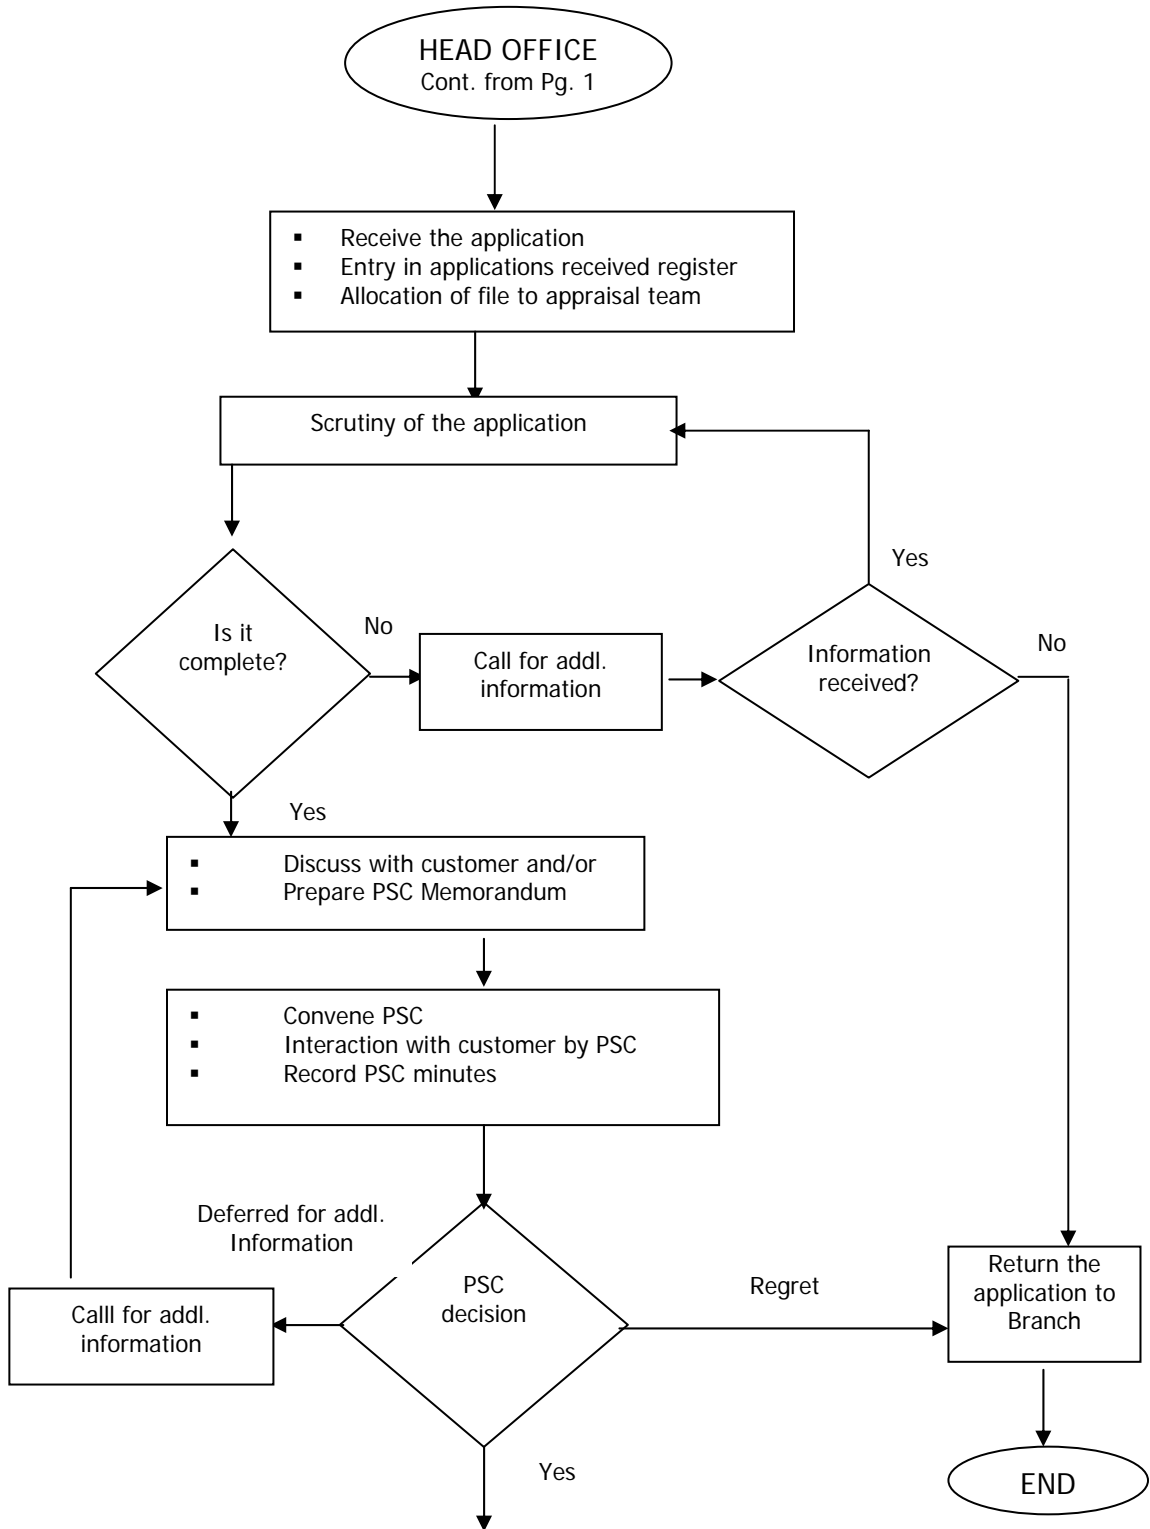 HEAD OFFICE
Cont. from Pg. 1
▪ Receive the application
▪ Entry in applications received register
▪ Allocation of file to appraisal team
Scrutiny of the application
Is it
complete?
No
Call for addl.
information
Information
received?
Yes
No
Yes
▪ Discuss with customer and/or
▪ Prepare PSC Memorandum
▪ Convene PSC
▪ Interaction with customer by PSC
▪ Record PSC minutes
Deferred for addl.
Information
PSC
decision
Calll for addl.
information
Regret
Return the
application to
Branch
Yes
END